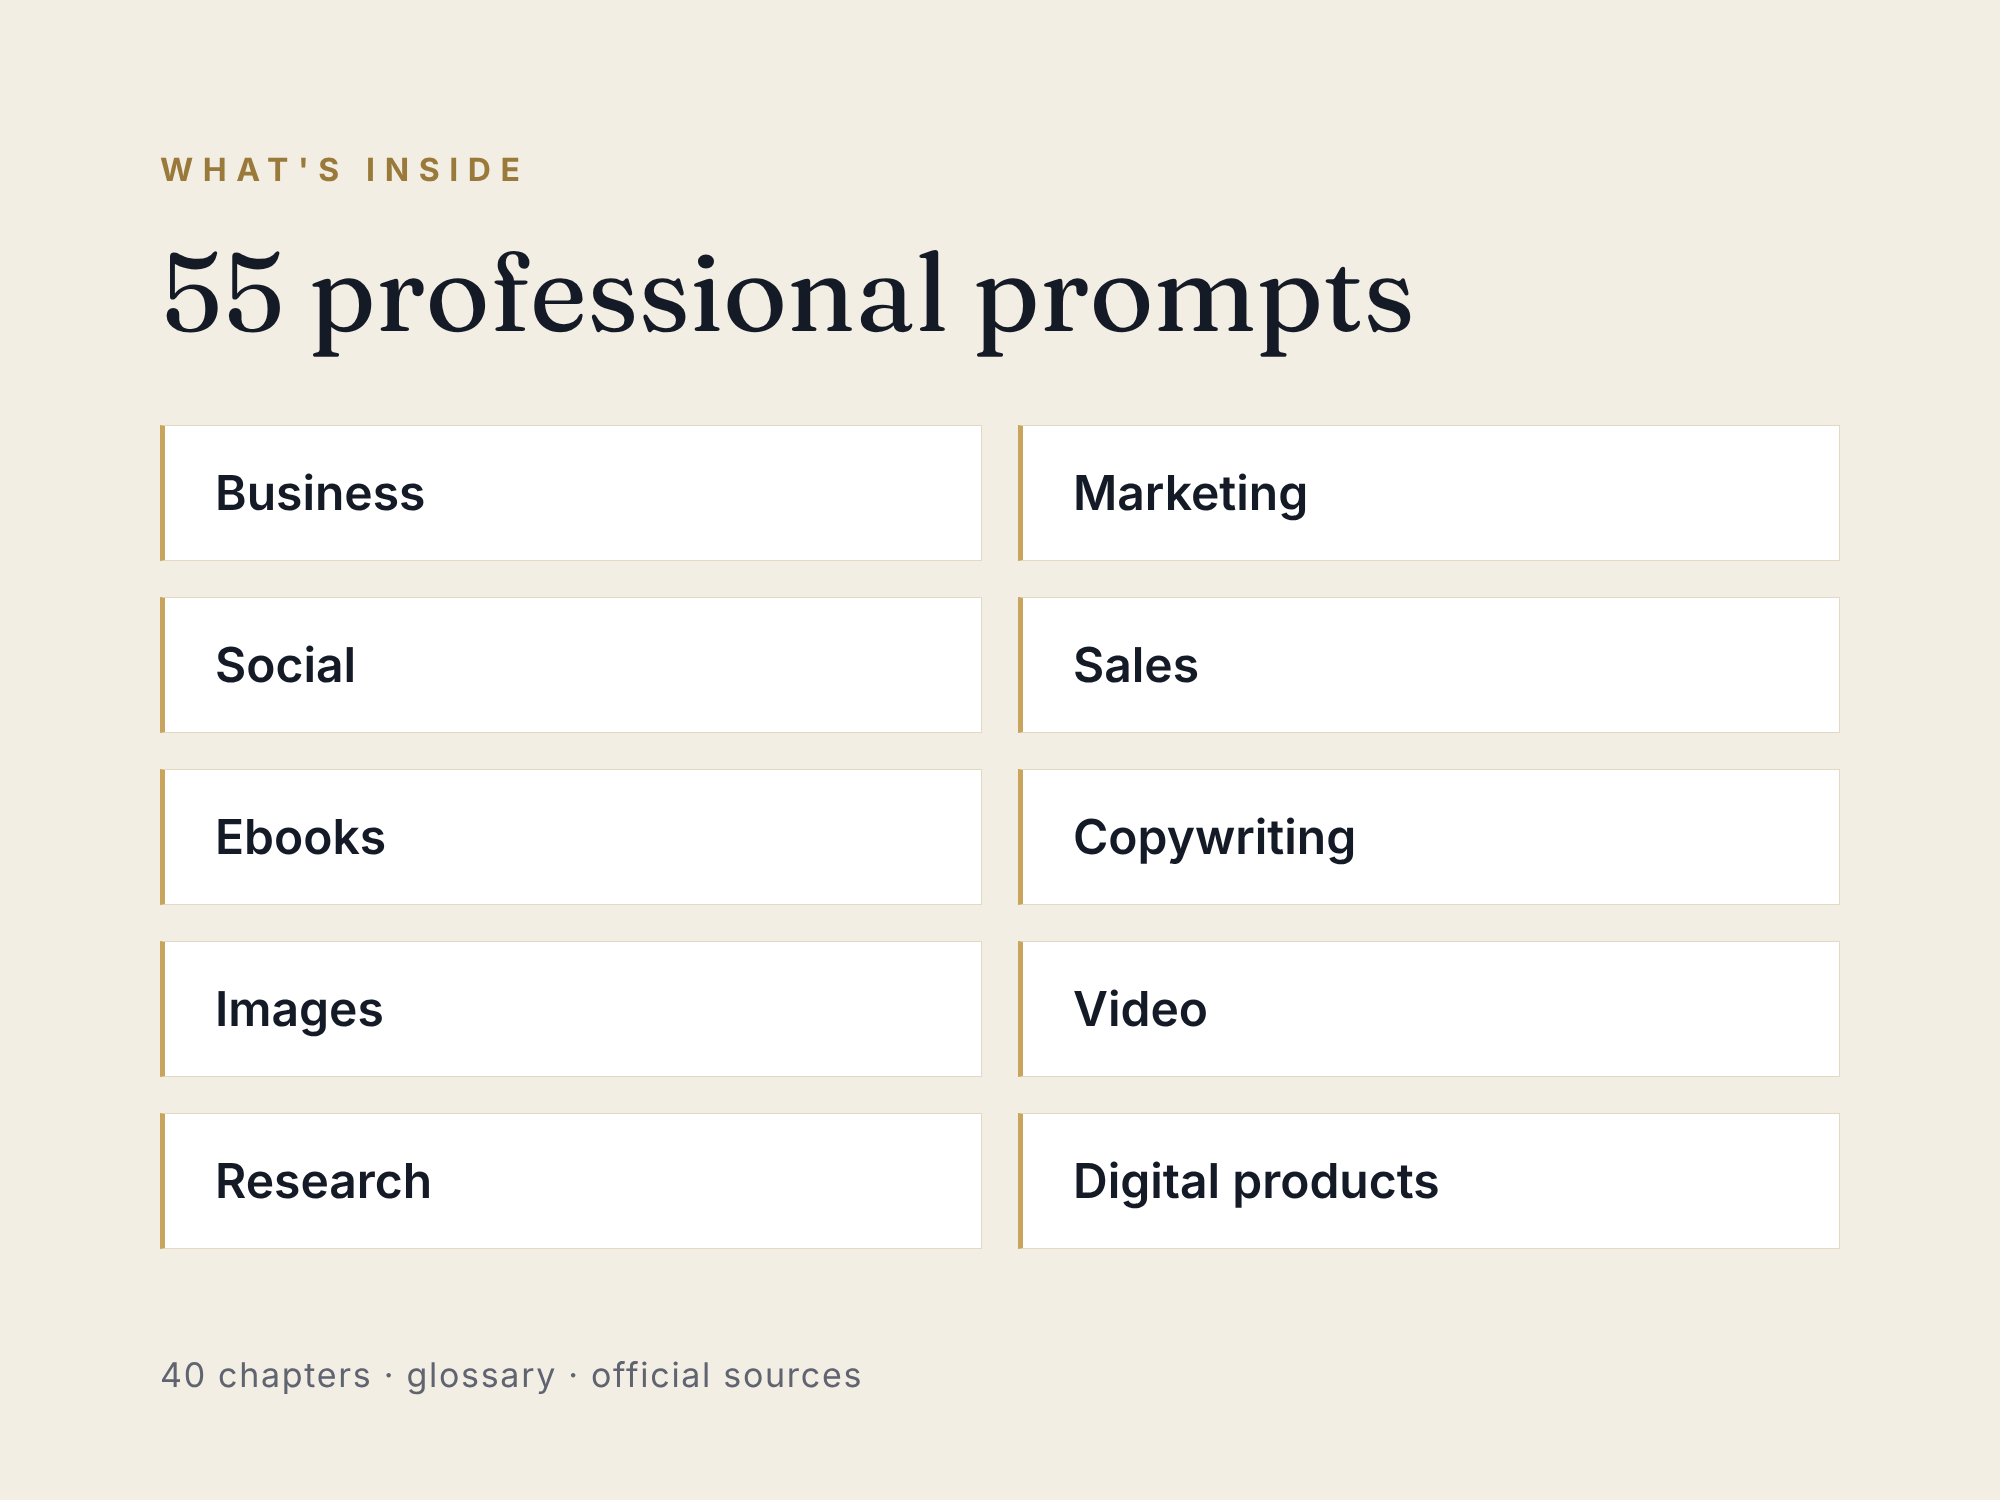 WHAT'S INSIDE
55 professional prompts
Business
Marketing
Social
Sales
Ebooks
Copywriting
Images
Video
Research
Digital products
40 chapters · glossary · official sources